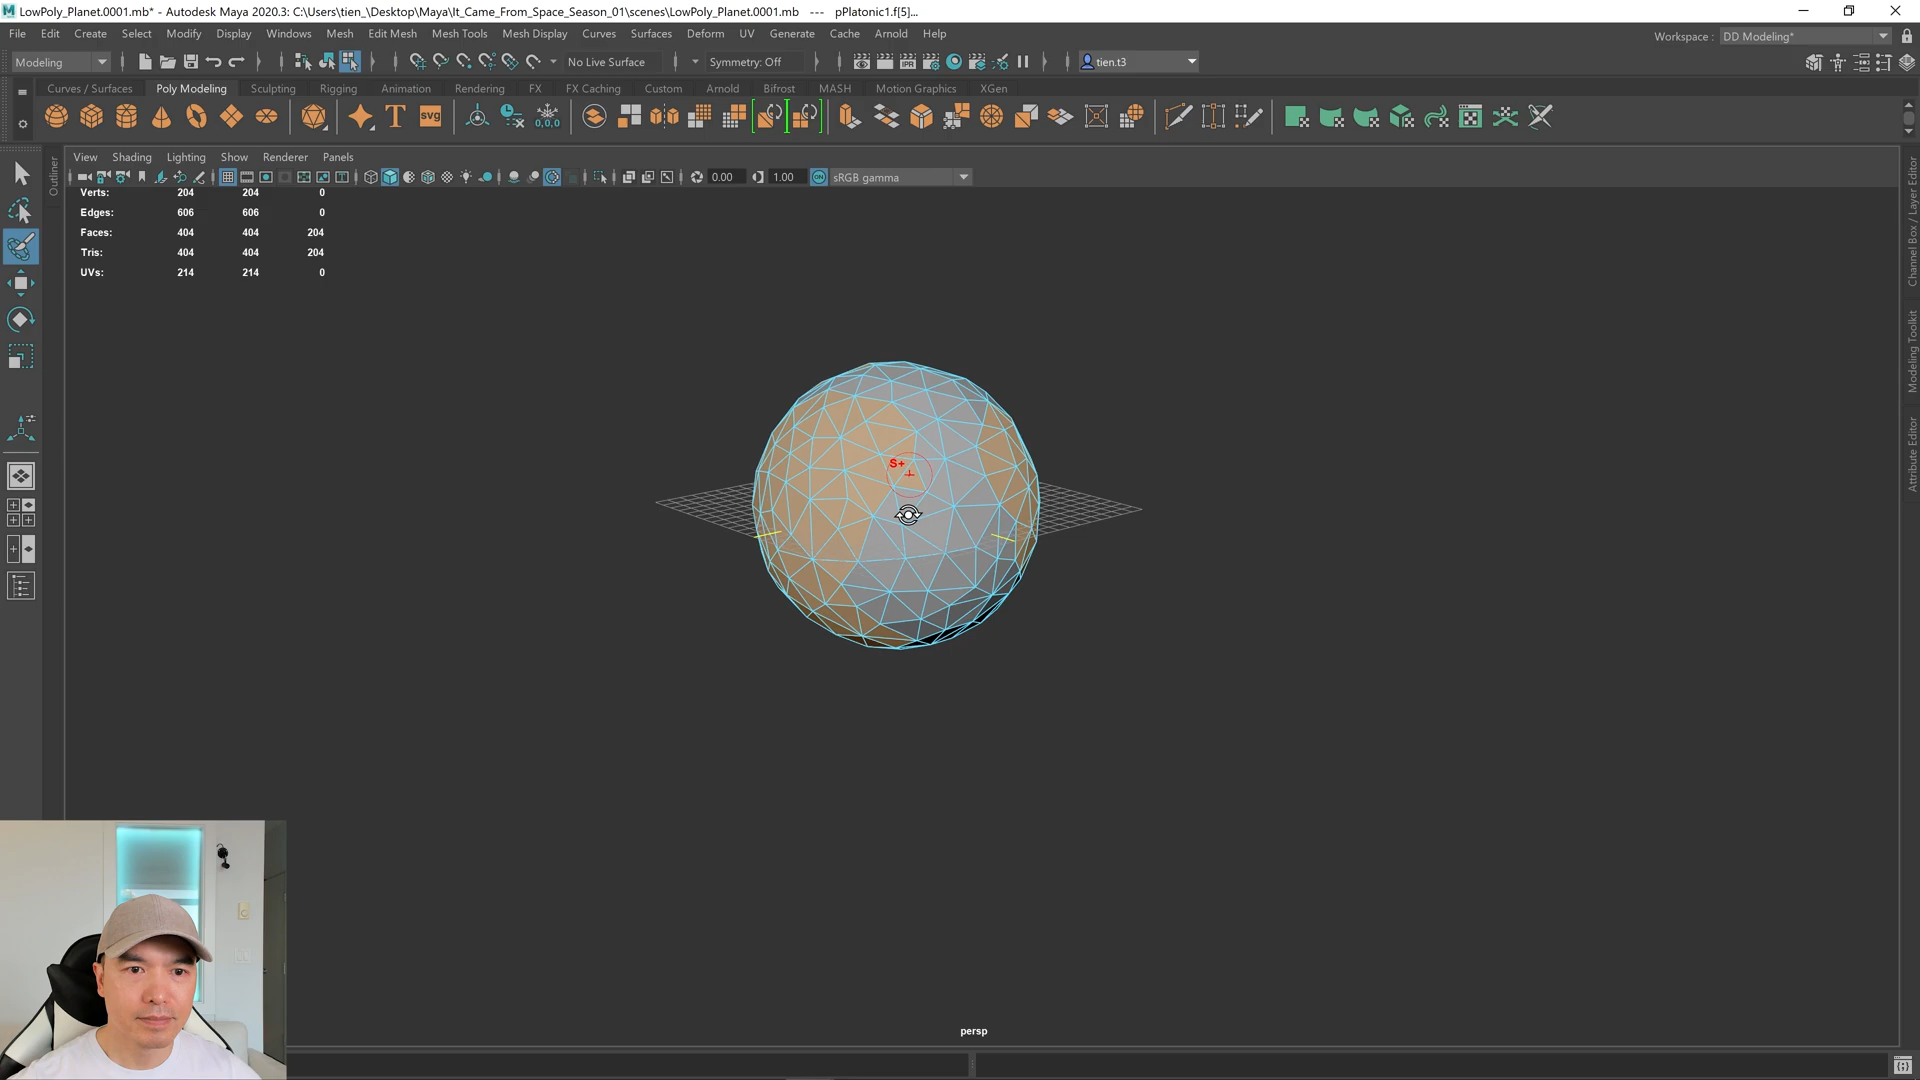 LowPoly_Planet.0001.mb* - Autodesk Maya 2020.3: C:\Users\tien_\Desktop\Maya\It_Came_From_Space_Season_01\scenes\LowPoly_Planet.0001.mb --- pPlatonic1.f[5]...
File Edit Create Select Modify Display Windows Mesh Edit Mesh Mesh Tools Mesh Display Curves Surfaces Deform UV Generate Cache Arnold Help
Workspace : DD Modeling*
Modeling No Live Surface Symmetry: Off tien.t3
Curves / Surfaces Poly Modeling Sculpting Rigging Animation Rendering FX FX Caching Custom Arnold Bifrost MASH Motion Graphics XGen
T svg 0,0,0
View Shading Lighting Show Renderer Panels
0.00 1.00 ON sRGB gamma
Outliner
Verts: 204 204 0
Edges: 606 606 0
Faces: 404 404 204
Tris: 404 404 204
UVs: 214 214 0
S+
persp
Channel Box / Layer Editor
Modeling Toolkit
Attribute Editor